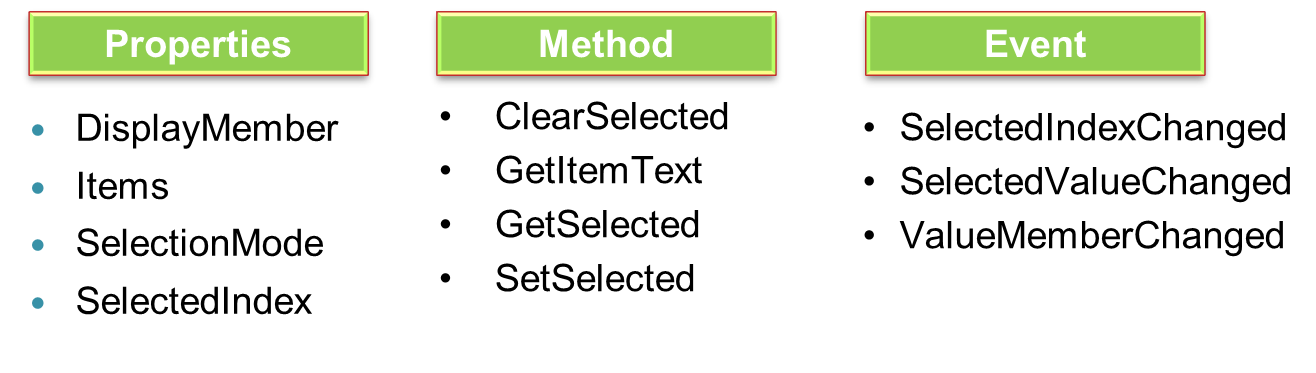 Properties
• DisplayMember
• Items
• SelectionMode
• SelectedIndex
Method
• ClearSelected
• GetItemText
• GetSelected
• SetSelected
Event
• SelectedIndexChanged
• SelectedValueChanged
• ValueMemberChanged